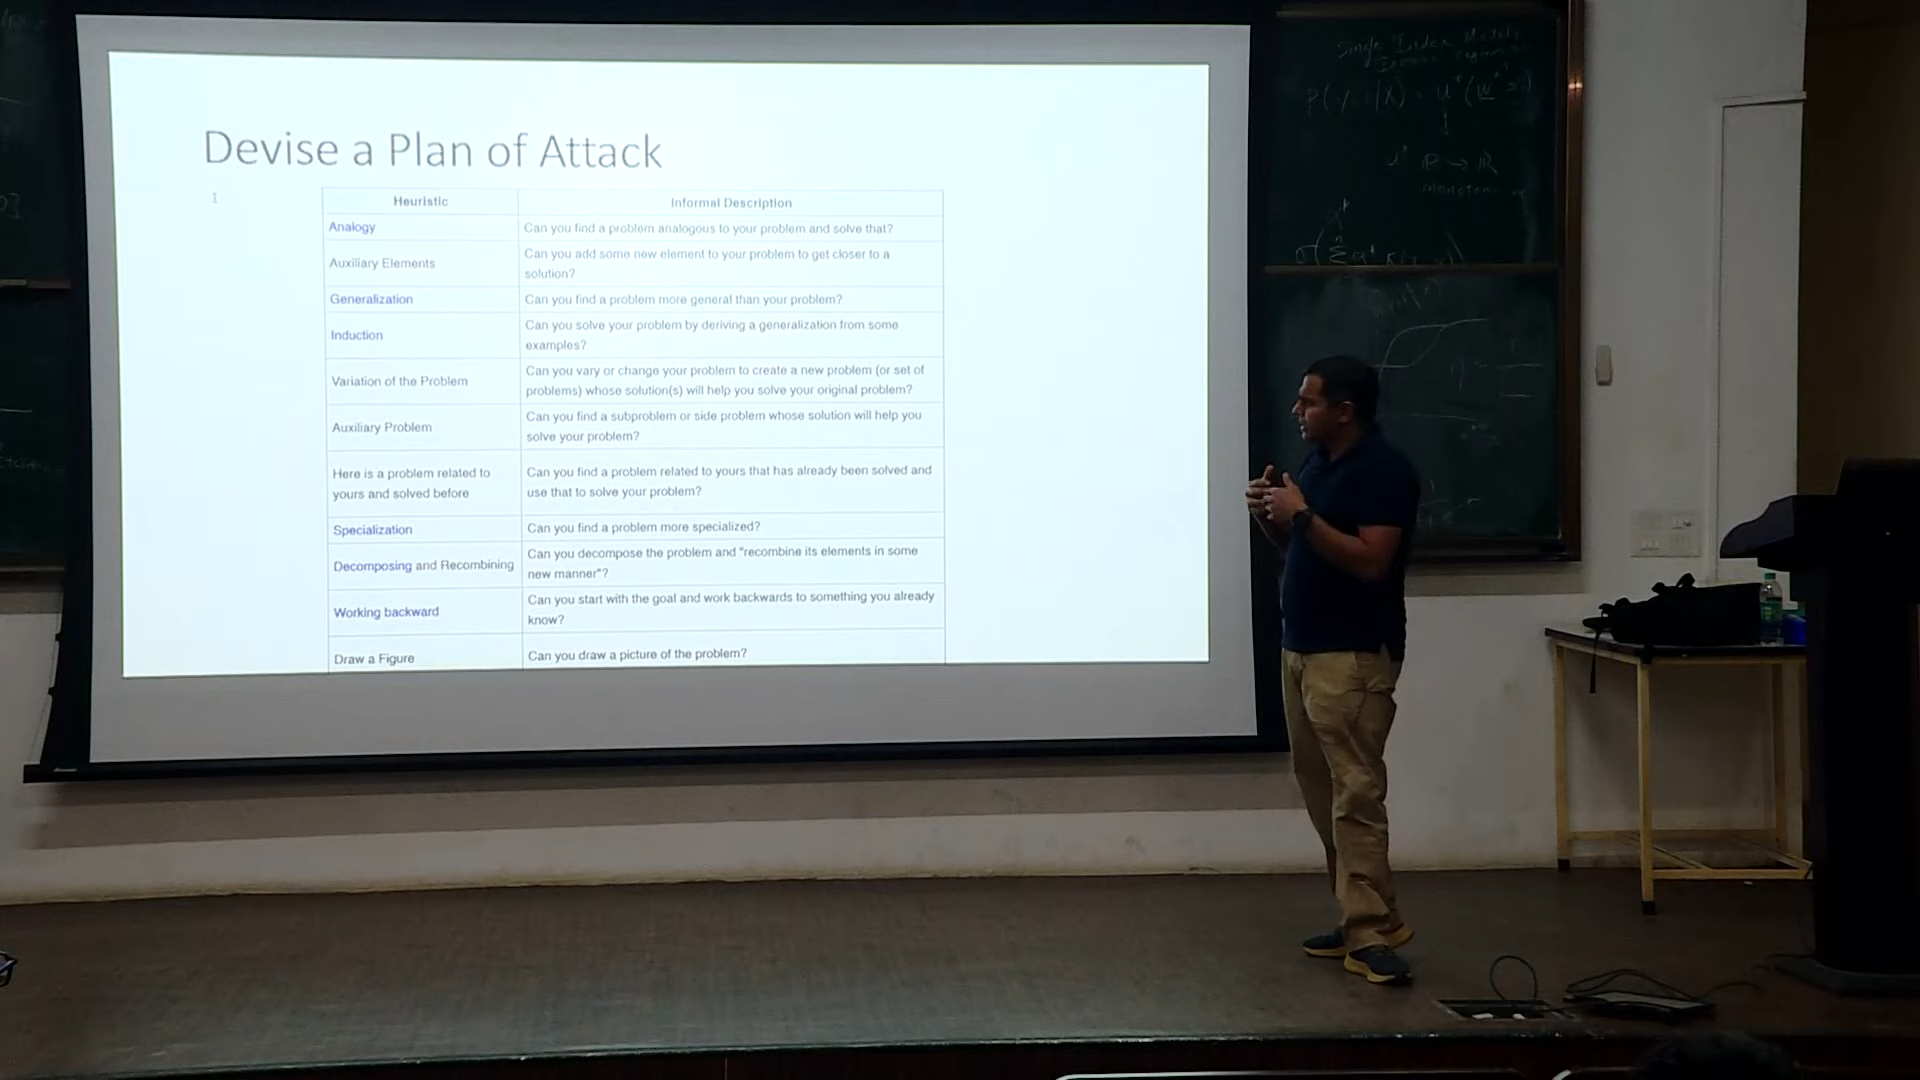 Devise a Plan of Attack
Heuristic
Informal Description
Analogy
Can you find a problem analogous to your problem and solve that?
Auxiliary Elements
Can you add some new element to your problem to get closer to a
solution?
Generalization
Can you find a problem more general than your problem?
Induction
Can you solve your problem by deriving a generalization from some
examples?
Variation of the Problem
Can you vary or change your problem to create a new problem (or set of
problems) whose solution(s) will help you solve your original problem?
Auxiliary Problem
Can you find a subproblem or side problem whose solution will help you
solve your problem?
Here is a problem related to
yours and solved before
Can you find a problem related to yours that has already been solved and
use that to solve your problem?
Specialization
Can you find a problem more specialized?
Decomposing and Recombining
Can you decompose the problem and "recombine its elements in some
new manner"?
Working backward
Can you start with the goal and work backwards to something you already
know?
Draw a Figure
Can you draw a picture of the problem?
Single Index Models